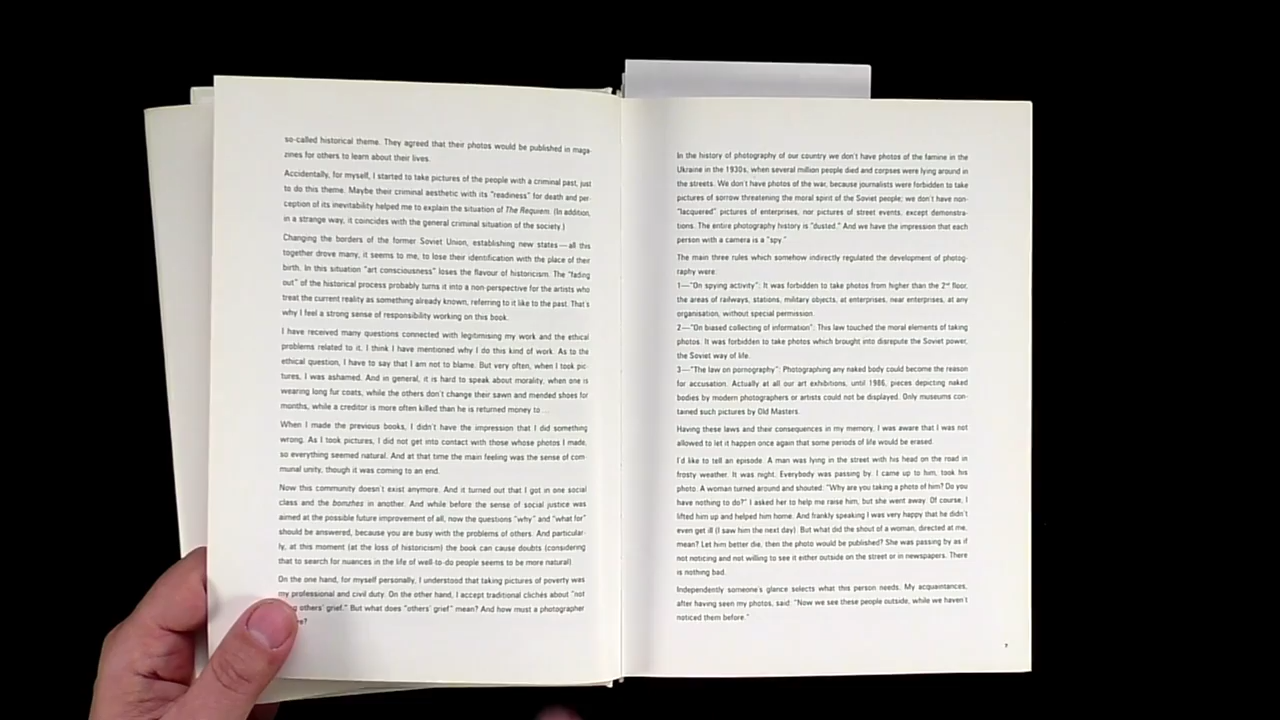 so-called historical theme. They agreed that their photos would be published in maga-
zines for others to learn about their lives.
Accidentally, for myself, I started to take pictures of the people with a criminal past, just
to do this theme. Maybe their criminal aesthetic with its "readiness" for death and per-
ception of its inevitability helped me to explain the situation of The Requiem. (In addition,
in a strange way, it coincides with the general criminal situation of the society.)
Changing the borders of the former Soviet Union, establishing new states—all this
together drove many, it seems to me, to lose their identification with the place of their
birth. In this situation "art consciousness" loses the flavour of historicism. The "fading
out" of the historical process probably turns it into a non-perspective for the artists who
treat the current reality as something already known, referring to it like to the past. That's
why I feel a strong sense of responsibility working on this book.
I have received many questions connected with legitimising my work and the ethical
problems related to it. I think I have mentioned why I do this kind of work. As to the
ethical question, I have to say that I am not to blame. But very often, when I took pic-
tures, I was ashamed. And in general, it is hard to speak about morality, when one is
wearing long fur coats, while the others don't change their sawn and mended shoes for
months, while a creditor is more often killed than he is returned money to ...
When I made the previous books, I didn't have the impression that I did something
wrong. As I took pictures, I did not get into contact with those whose photos I made,
so everything seemed natural. And at that time the main feeling was the sense of com-
munal unity, though it was coming to an end.
Now this community doesn't exist anymore. And it turned out that I got in one social
class and the bomzhes in another. And while before the sense of social justice was
aimed at the possible future improvement of all, now the questions "why" and "what for"
should be answered, because you are busy with the problems of others. And particular-
ly, at this moment (at the loss of historicism) the book can cause doubts (considering
that to search for nuances in the life of well-to-do people seems to be more natural)
On the one hand, for myself personally, I understood that taking pictures of poverty was
my professional and civil duty. On the other hand, I accept traditional clichés about "not
others' grief." But what does "others' grief" mean? And how must a photographer
In the history of photography of our country we don't have photos of the famine in the
Ukraine in the 1930s, when several million people died and corpses were lying around in
the streets. We don't have photos of the war, because journalists were forbidden to take
pictures of sorrow threatening the moral spirit of the Soviet people; we don't have non-
"lacquered" pictures of enterprises, nor pictures of street events, except demonstra-
tions. The entire photography history is "dusted." And we have the impression that each
person with a camera is a "spy."
The main three rules which somehow indirectly regulated the development of photog-
raphy were:
1—"On spying activity": It was forbidden to take photos from higher than the 2nd floor,
the areas of railways, stations, military objects, at enterprises, near enterprises, at any
organisation, without special permission.
2—"On biased collecting of information": This law touched the moral elements of taking
photos. It was forbidden to take photos which brought into disrepute the Soviet power,
the Soviet way of life.
3—"The law on pornography": Photographing any naked body could become the reason
for accusation. Actually at all our art exhibitions, until 1986, pieces depicting naked
bodies by modern photographers or artists could not be displayed. Only museums con-
tained such pictures by Old Masters.
Having these laws and their consequences in my memory, I was aware that I was not
allowed to let it happen once again that some periods of life would be erased.
I'd like to tell an episode: A man was lying in the street with his head on the road in
frosty weather. It was night. Everybody was passing by. I came up to him, took his
photo. A woman turned around and shouted: "Why are you taking a photo of him? Do you
have nothing to do?" I asked her to help me raise him, but she went away. Of course, I
lifted him up and helped him home. And frankly speaking I was very happy that he didn't
even get ill (I saw him the next day). But what did the shout of a woman, directed at me,
mean? Let him better die, then the photo would be published? She was passing by as if
not noticing and not willing to see it either outside on the street or in newspapers. There
is nothing bad.
Independently someone's glance selects what this person needs. My acquaintances,
after having seen my photos, said: "Now we see these people outside, while we haven't
noticed them before."
7